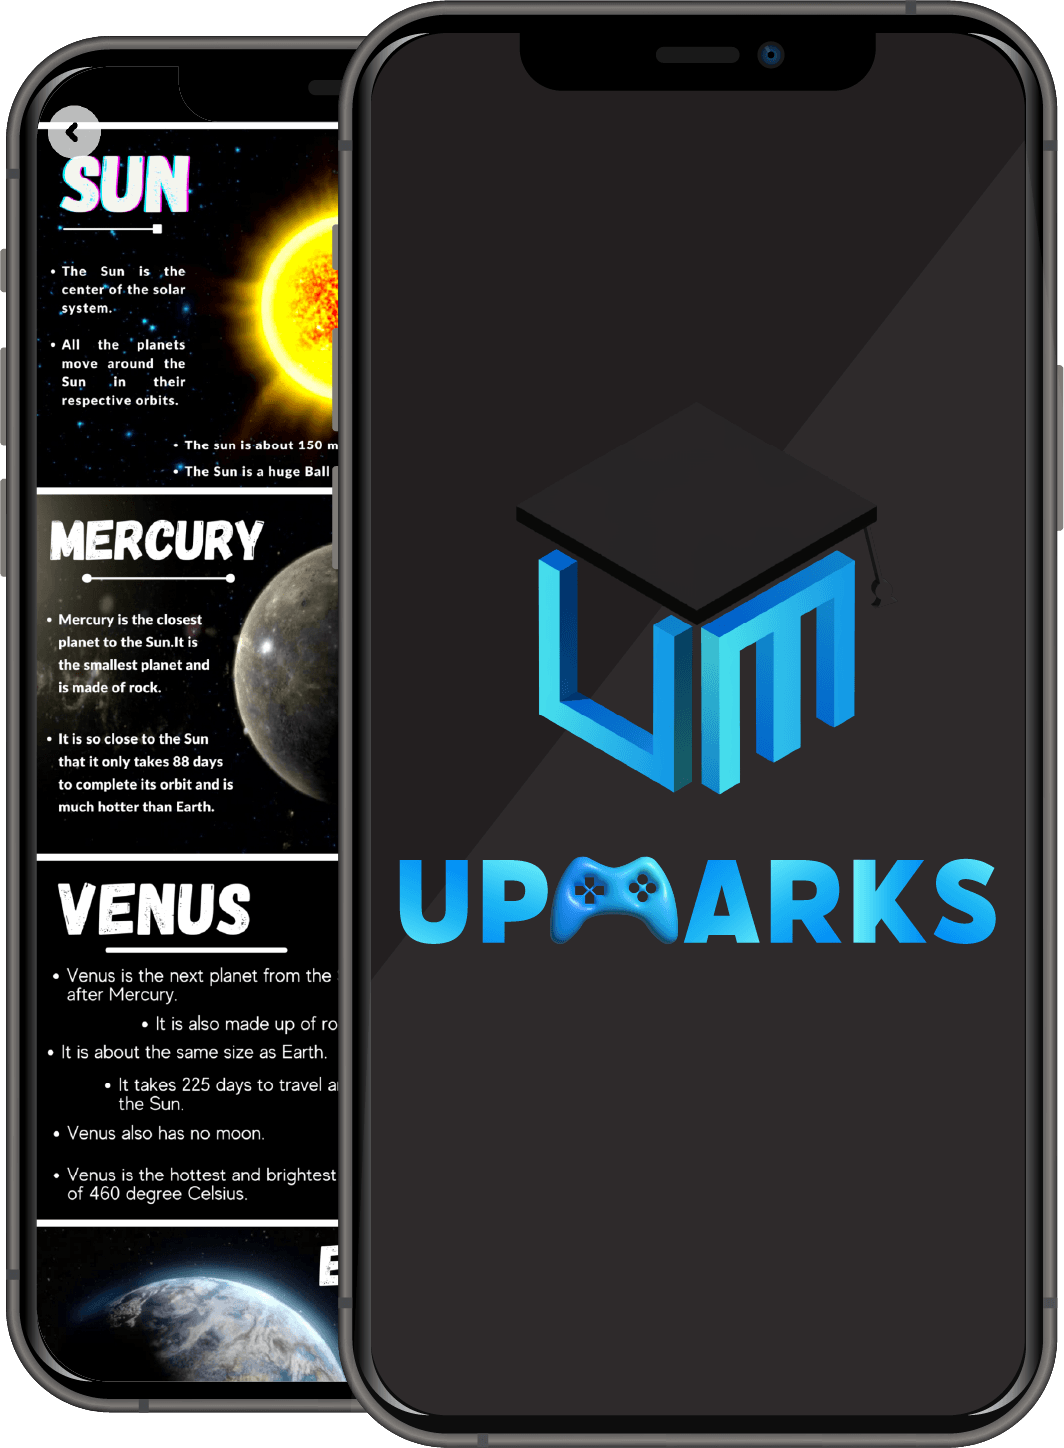 SUN
• The Sun is the
center of the solar
system.
• All the planets
move around the
Sun in their
respective orbits.
• The sun is about 150 m
• The Sun is a huge Ball
MERCURY
• Mercury is the closest
planet to the Sun.It is
the smallest planet and
is made of rock.
• It is so close to the Sun
that it only takes 88 days
to complete its orbit and is
much hotter than Earth.
VENUS
• Venus is the next planet from the
after Mercury.
• It is also made up of ro
• It is about the same size as Earth.
• It takes 225 days to travel a
the Sun.
• Venus also has no moon.
• Venus is the hottest and brightest
of 460 degree Celsius.
E
UM
UPMARKS